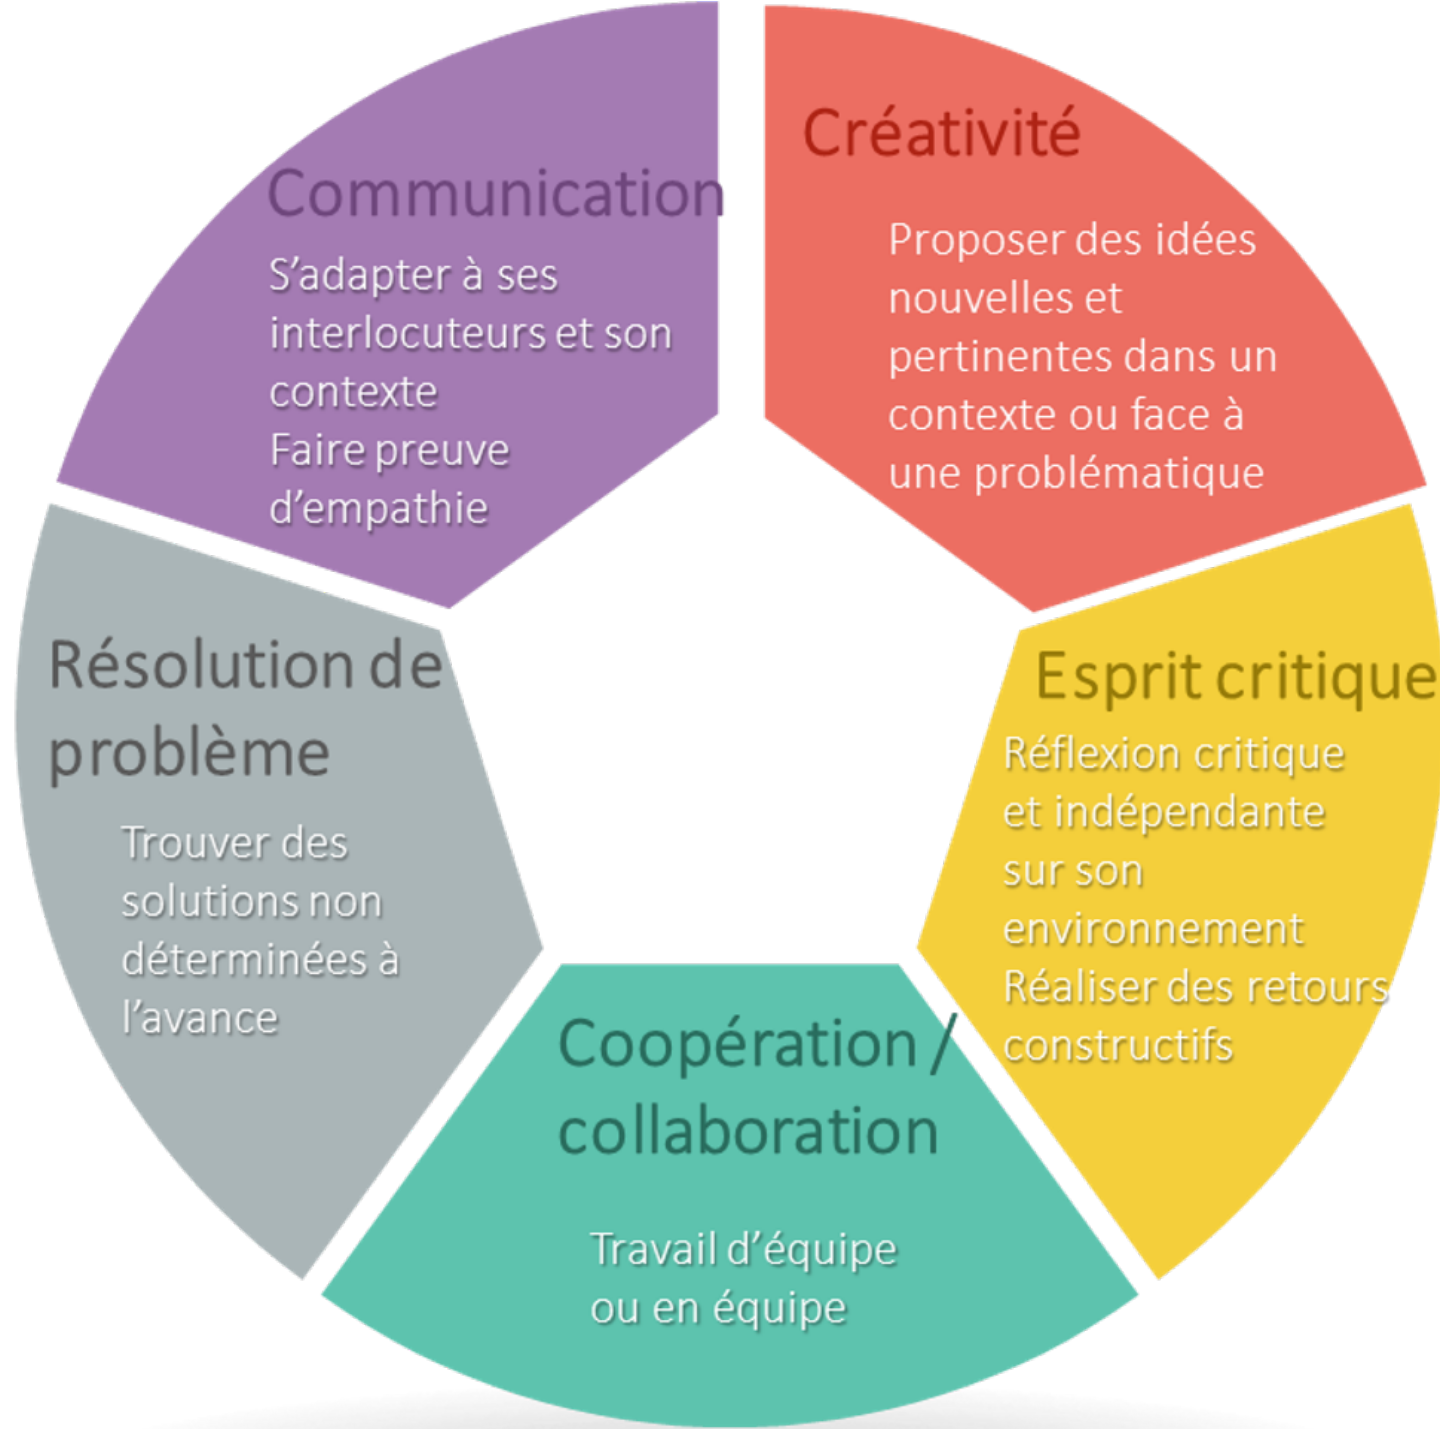 Créativité
Proposer des idées
nouvelles et
pertinentes dans un
contexte ou face à
une problématique
Esprit critique
Réflexion critique
et indépendante
sur son
environnement
Réaliser des retours
constructifs
Coopération /
collaboration
Travail d’équipe
ou en équipe
Résolution de
problème
Trouver des
solutions non
déterminées à
l’avance
Communication
S’adapter à ses
interlocuteurs et son
contexte
Faire preuve
d’empathie